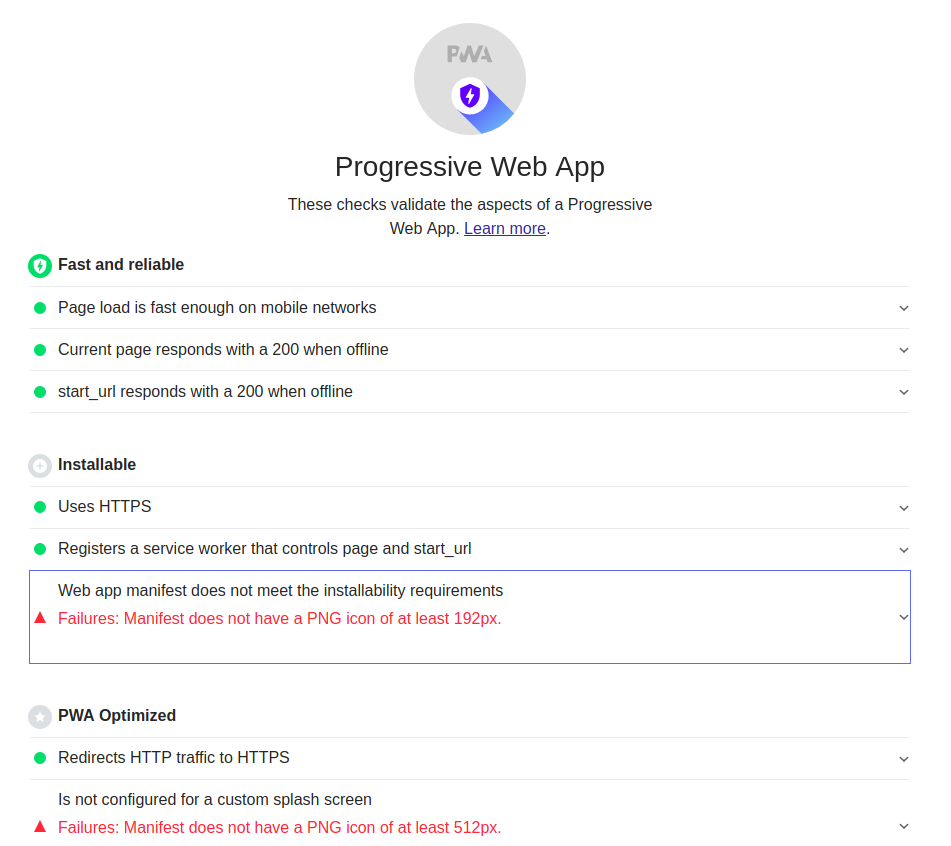 PWA
Progressive Web App
These checks validate the aspects of a Progressive
Web App. Learn more.
Fast and reliable
Page load is fast enough on mobile networks
Current page responds with a 200 when offline
start_url responds with a 200 when offline
Installable
Uses HTTPS
Registers a service worker that controls page and start_url
Web app manifest does not meet the installability requirements
Failures: Manifest does not have a PNG icon of at least 192px.
PWA Optimized
Redirects HTTP traffic to HTTPS
Is not configured for a custom splash screen
Failures: Manifest does not have a PNG icon of at least 512px.